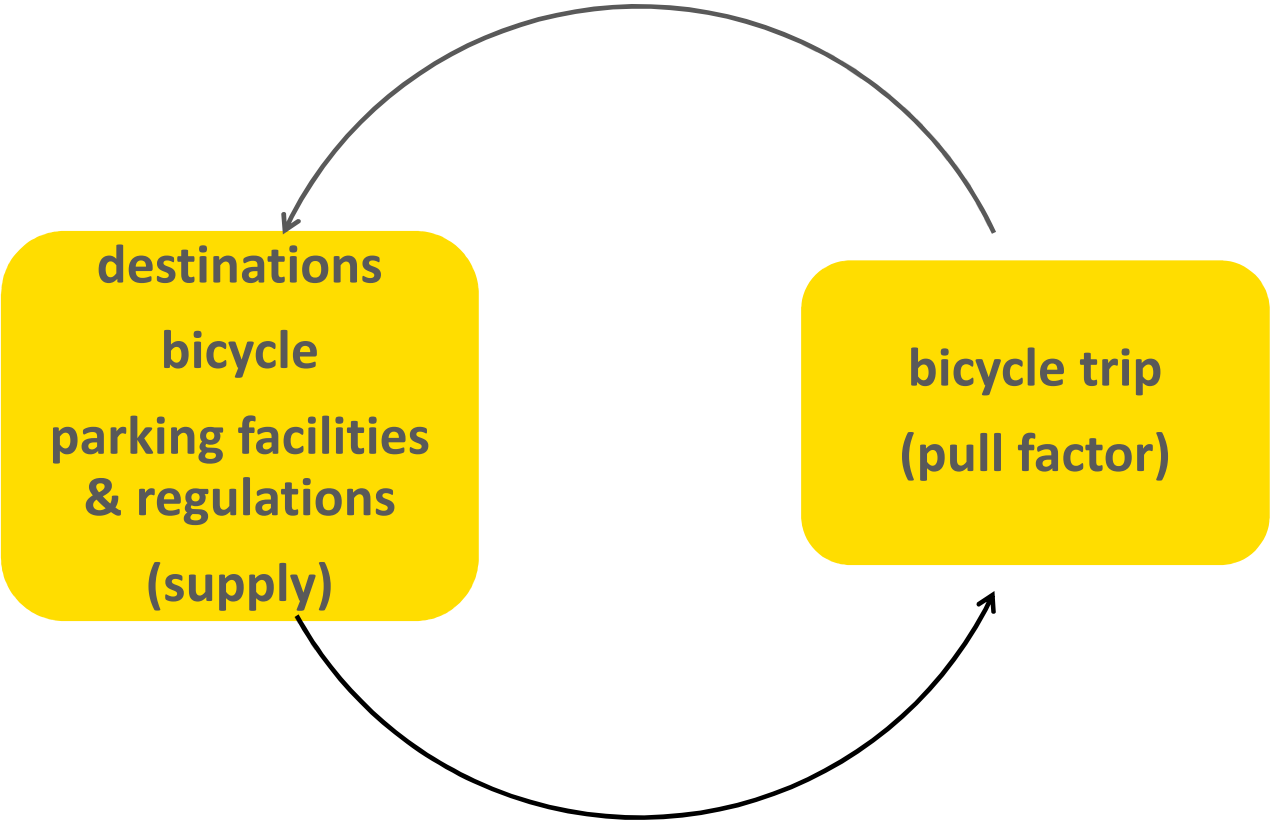 destinations
bicycle
parking facilities
& regulations
(supply)
bicycle trip
(pull factor)